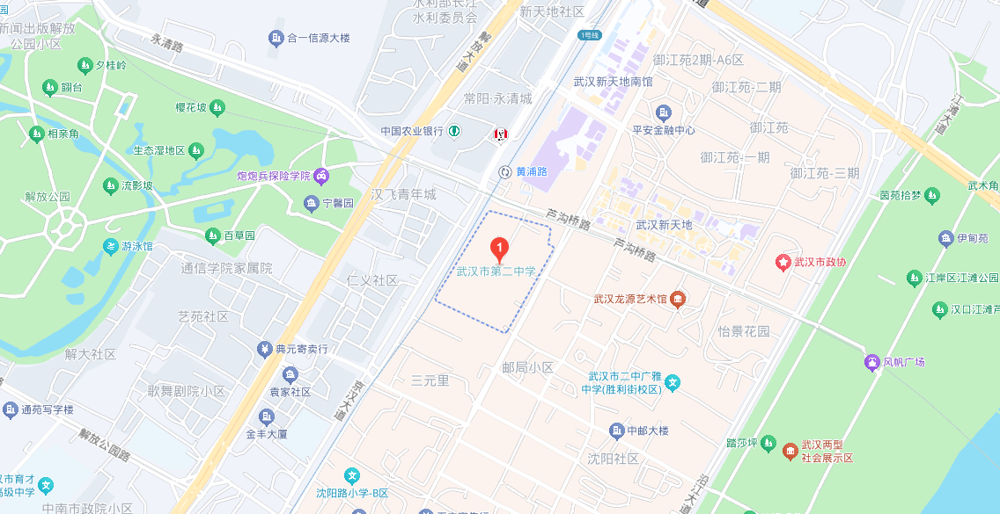 园
水利部长江
水利委员会
新天地社区
新闻出版解放
公园小区
永清路
合一信源大楼
解放大道
1号线
御江苑2期-A6区
夕桂岭
翮台
武汉新天地南馆
御江苑-二期
常阳·永清城
樱花坡
江滩大道
平安金融中心
御江苑
中国农业银行
相亲角
生态湿地区
御江苑-一期
炮炮兵探险学院
黄浦路
御江苑-三期
流影坡
武术角
解放公园
汉飞青年城
茵苑拾梦
宁馨园
芦沟桥路
武汉新天地
百草园
伊甸苑
游泳馆
芦沟桥路
1
武汉市政协
通信学院家属院
武汉市第二中学
仁义社区
江岸区江滩公园
武汉龙源艺术馆
汉口江滩芦
艺苑社区
怡景花园
典元寄卖行
解大社区
风帆广场
邮局小区
武汉市二中广雅
中学(胜利街校区)
三元里
歌舞剧院小区
袁家社区
京汉大道
通苑写字楼
金丰大厦
中邮大楼
解放公园路
踏莎坪
武汉两型
社会展示区
沈阳社区
沿江大道
汉市育才
高级中学
沈阳路小学-B区
中南市政院小区